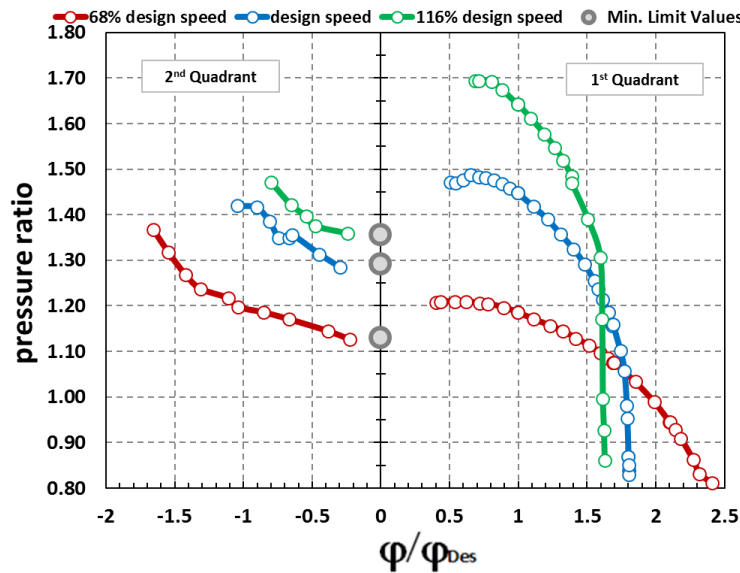 68% design speed design speed 116% design speed Min. Limit Values
1.80
2nd Quadrant 1st Quadrant
1.70
1.60
1.50
1.40
1.30
1.20
1.10
1.00
0.90
0.80
pressure ratio
-2 -1.5 -1 -0.5 0 0.5 1 1.5 2 2.5
φ/φDes